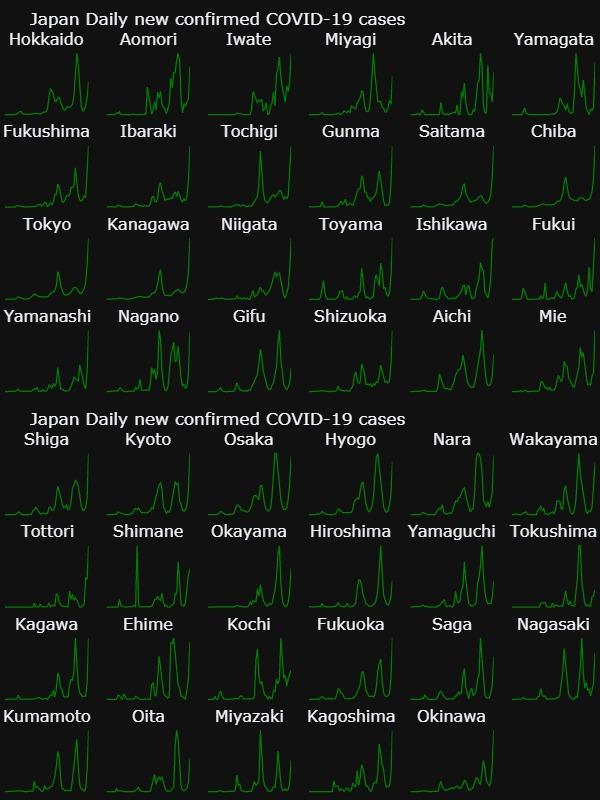 Japan Daily new confirmed COVID-19 cases
Hokkaido Aomori Iwate Miyagi Akita Yamagata
Fukushima Ibaraki Tochigi Gunma Saitama Chiba
Tokyo Kanagawa Niigata Toyama Ishikawa Fukui
Yamanashi Nagano Gifu Shizuoka Aichi Mie
Japan Daily new confirmed COVID-19 cases
Shiga Kyoto Osaka Hyogo Nara Wakayama
Tottori Shimane Okayama Hiroshima Yamaguchi Tokushima
Kagawa Ehime Kochi Fukuoka Saga Nagasaki
Kumamoto Oita Miyazaki Kagoshima Okinawa